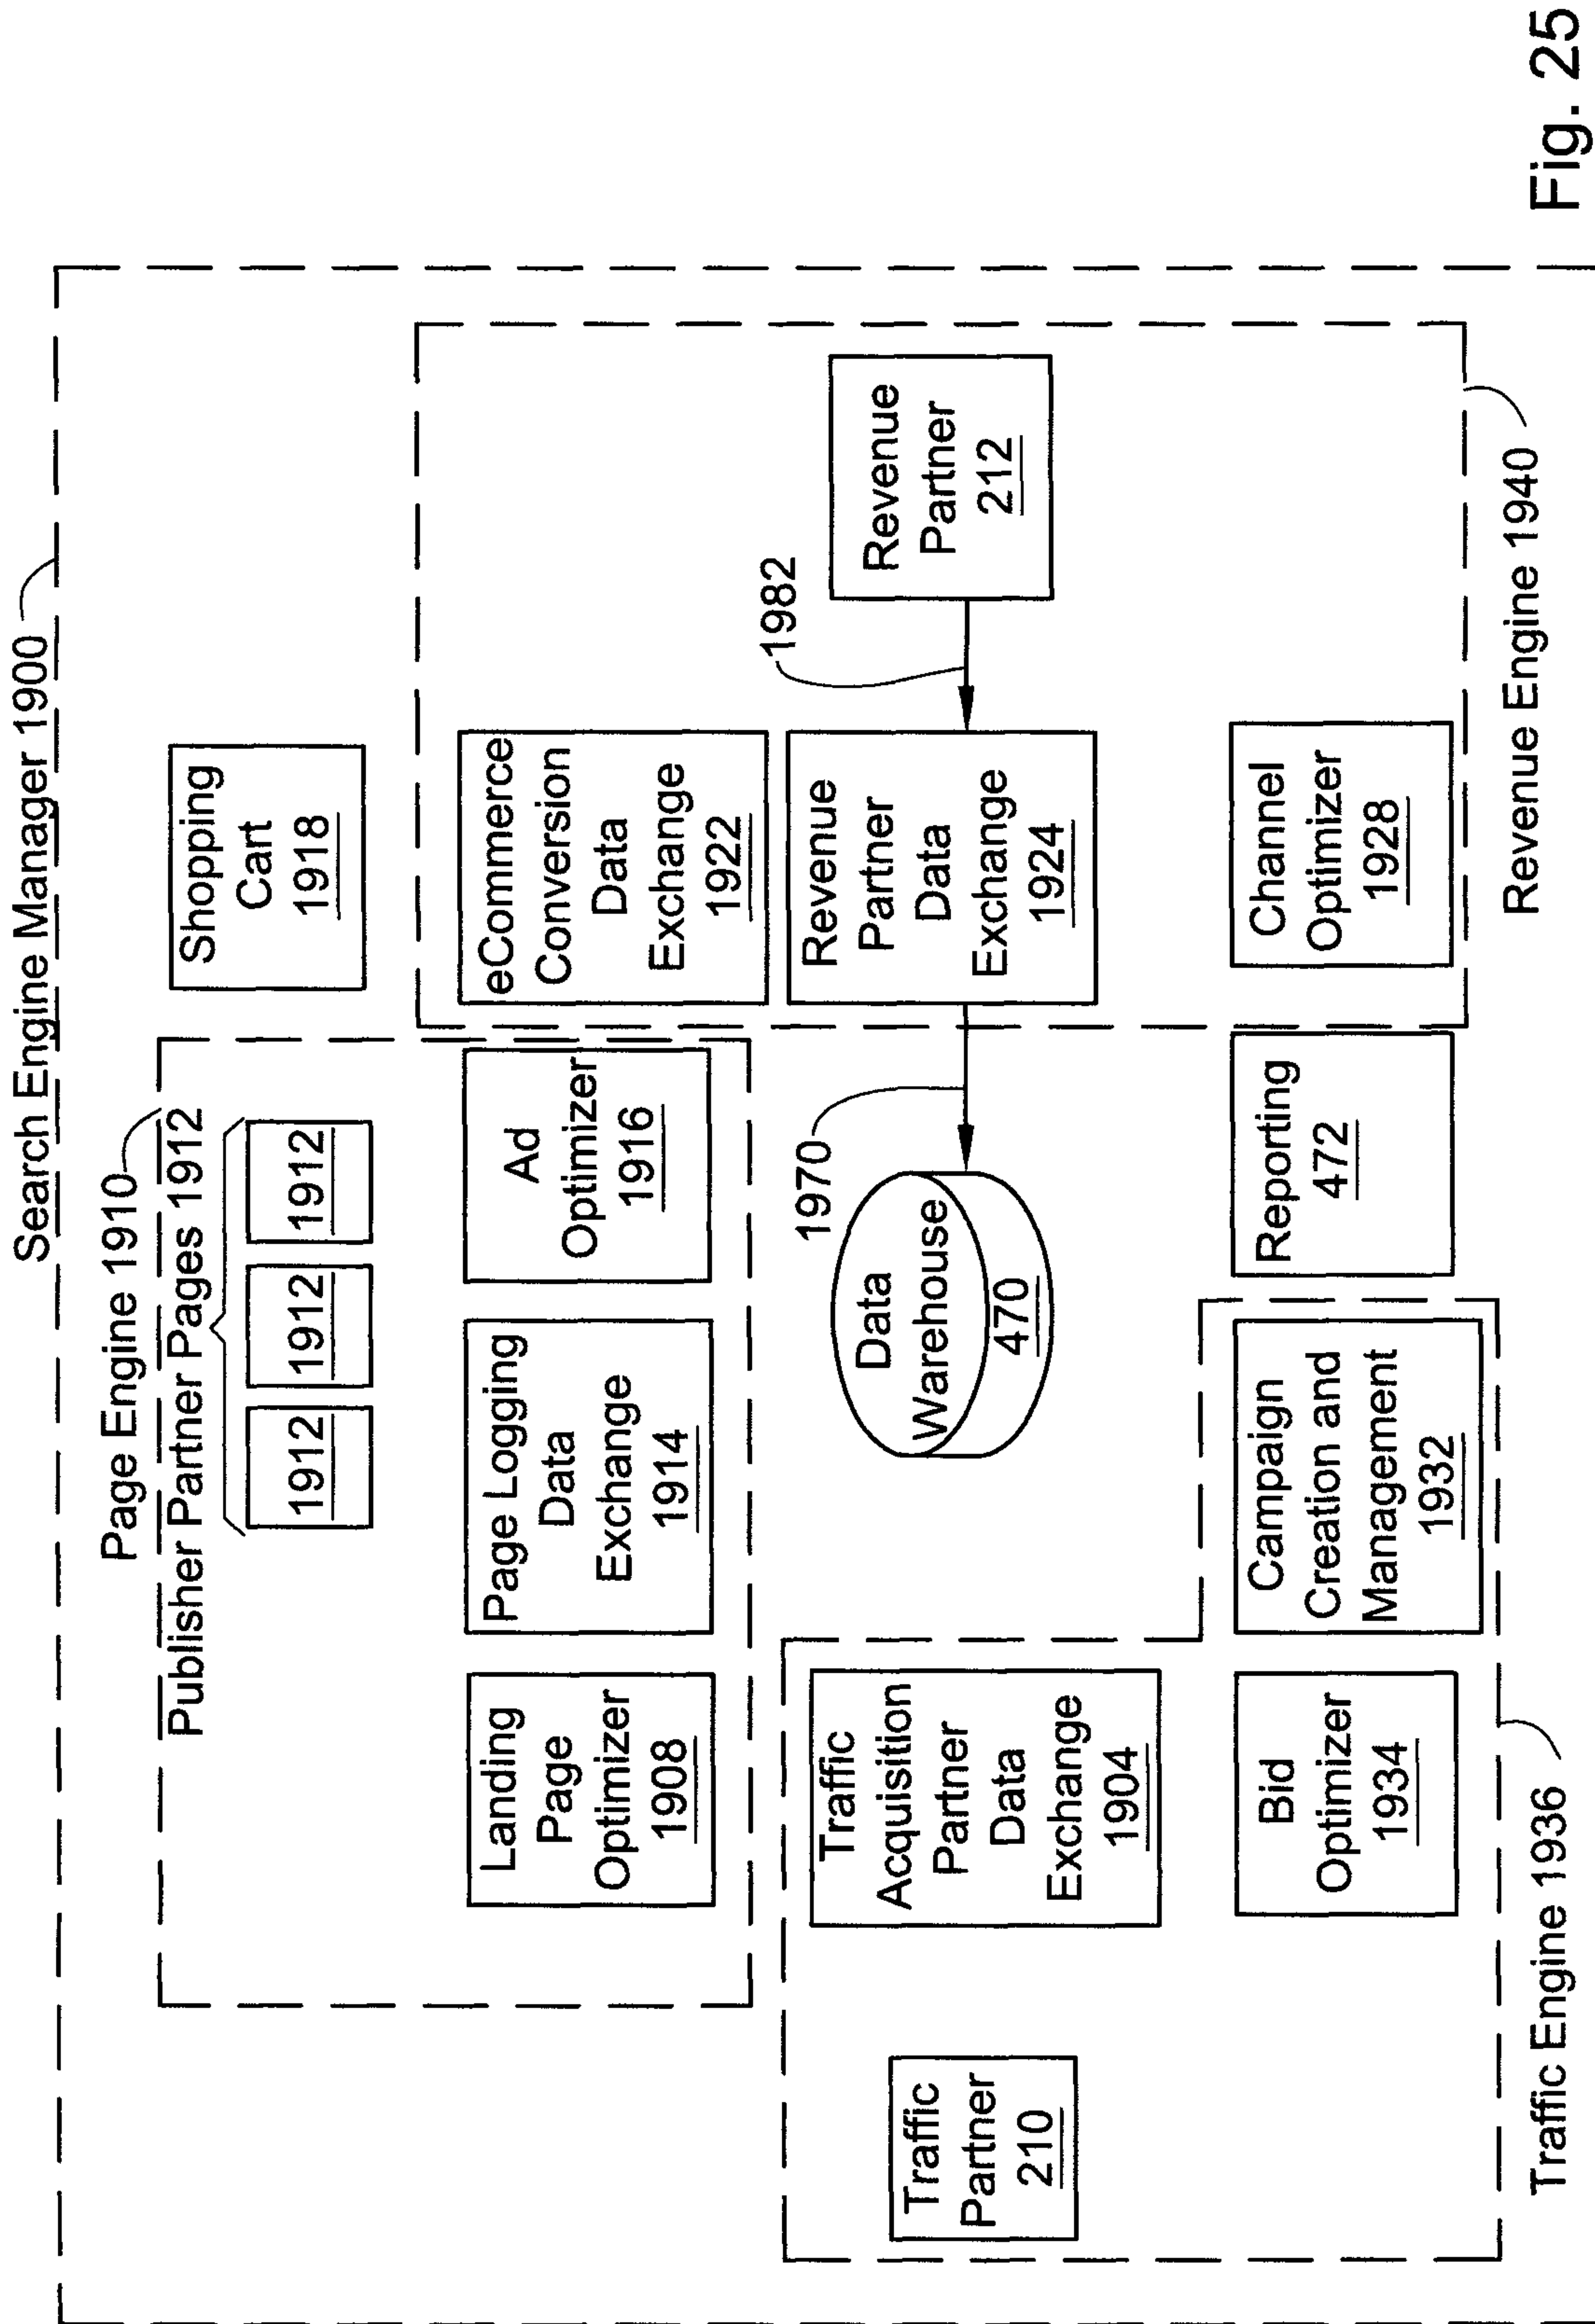 Search Engine Manager 1900
Page Engine 1910
Publisher Partner Pages 1912
1912
1912
1912
Shopping
Cart
1918
Landing
Page
Optimizer
1908
Page Logging
Data
Exchange
1914
Ad
Optimizer
1916
eCommerce
Conversion
Data
Exchange
1922
Traffic
Partner
210
Traffic
Acquisition
Partner
Data
Exchange
1904
Data
Warehouse
470
1970
Revenue
Partner
Data
Exchange
1924
1982
Revenue
Partner
212
Bid
Optimizer
1934
Campaign
Creation and
Management
1932
Reporting
472
Channel
Optimizer
1928
Traffic Engine 1936
Revenue Engine 1940
Fig. 25